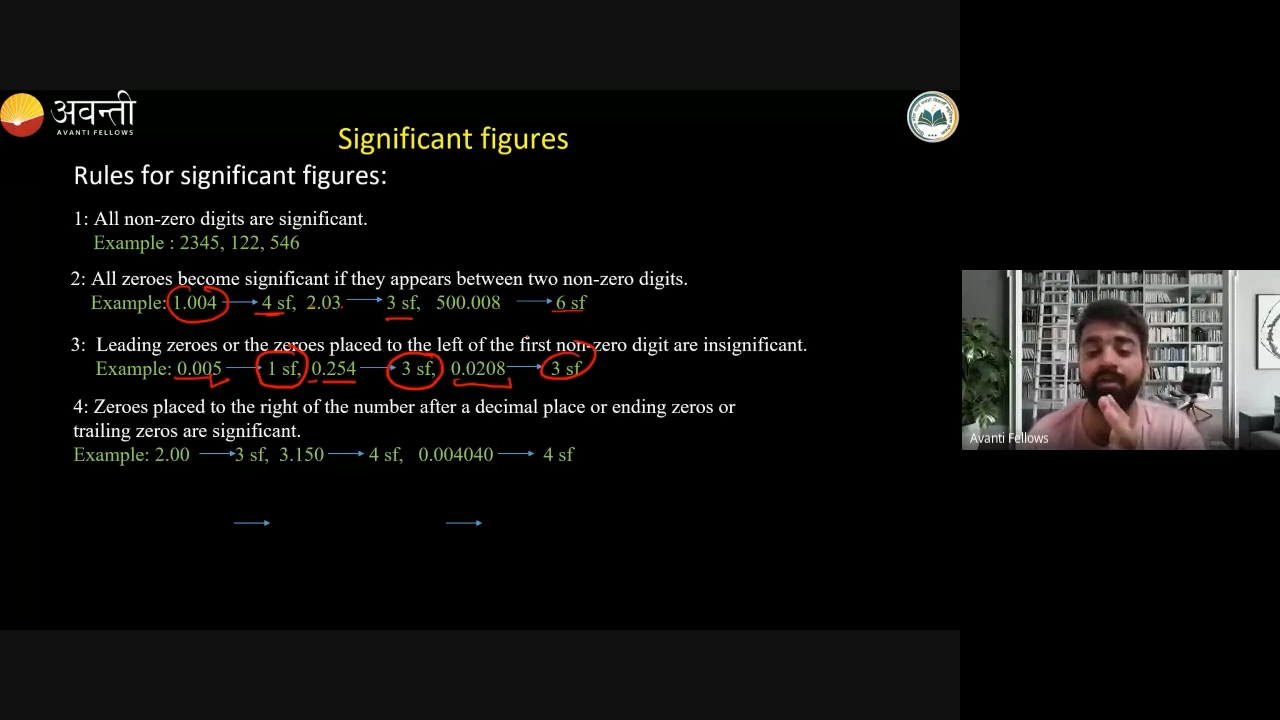 अवन्ती
AVANTI FELLOWS
Significant figures
Rules for significant figures:
1: All non-zero digits are significant.
Example : 2345, 122, 546
2: All zeroes become significant if they appears between two non-zero digits.
Example: 1.004 → 4 sf, 2.03 → 3 sf, 500.008 → 6 sf
3: Leading zeroes or the zeroes placed to the left of the first non-zero digit are insignificant.
Example: 0.005 → 1 sf, 0.254 → 3 sf, 0.0208 → 3 sf
4: Zeroes placed to the right of the number after a decimal place or ending zeros or
trailing zeros are significant.
Example: 2.00 → 3 sf, 3.150 → 4 sf, 0.004040 → 4 sf
Avanti Fellows